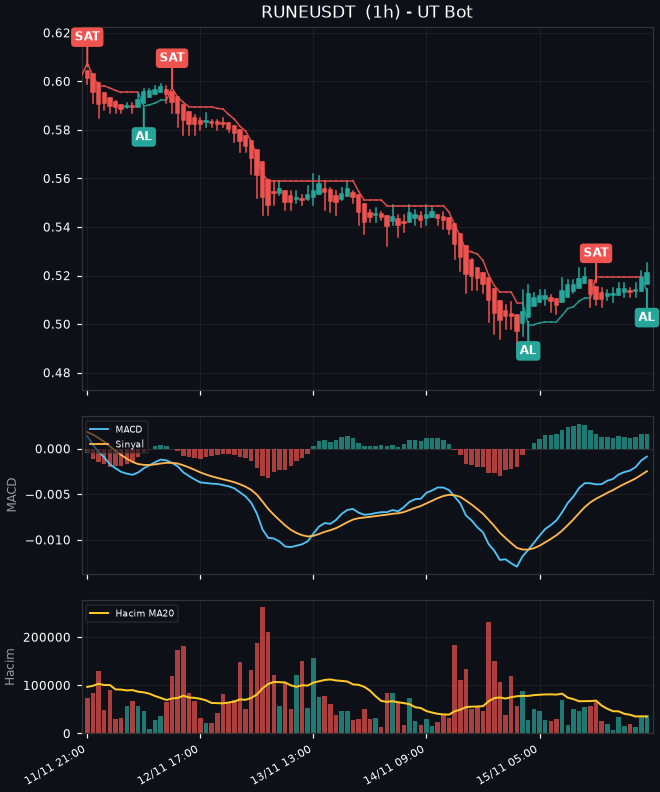 RUNEUSDT (1h) - UT Bot
0.62
0.60
0.58
0.56
0.54
0.52
0.50
0.48
SAT
SAT
AL
SAT
AL
AL
MACD
0.000
−0.005
−0.010
MACD
Sinyal
Hacim
200000
100000
0
Hacim MA20
11/11 21:00
12/11 17:00
13/11 13:00
14/11 09:00
15/11 05:00